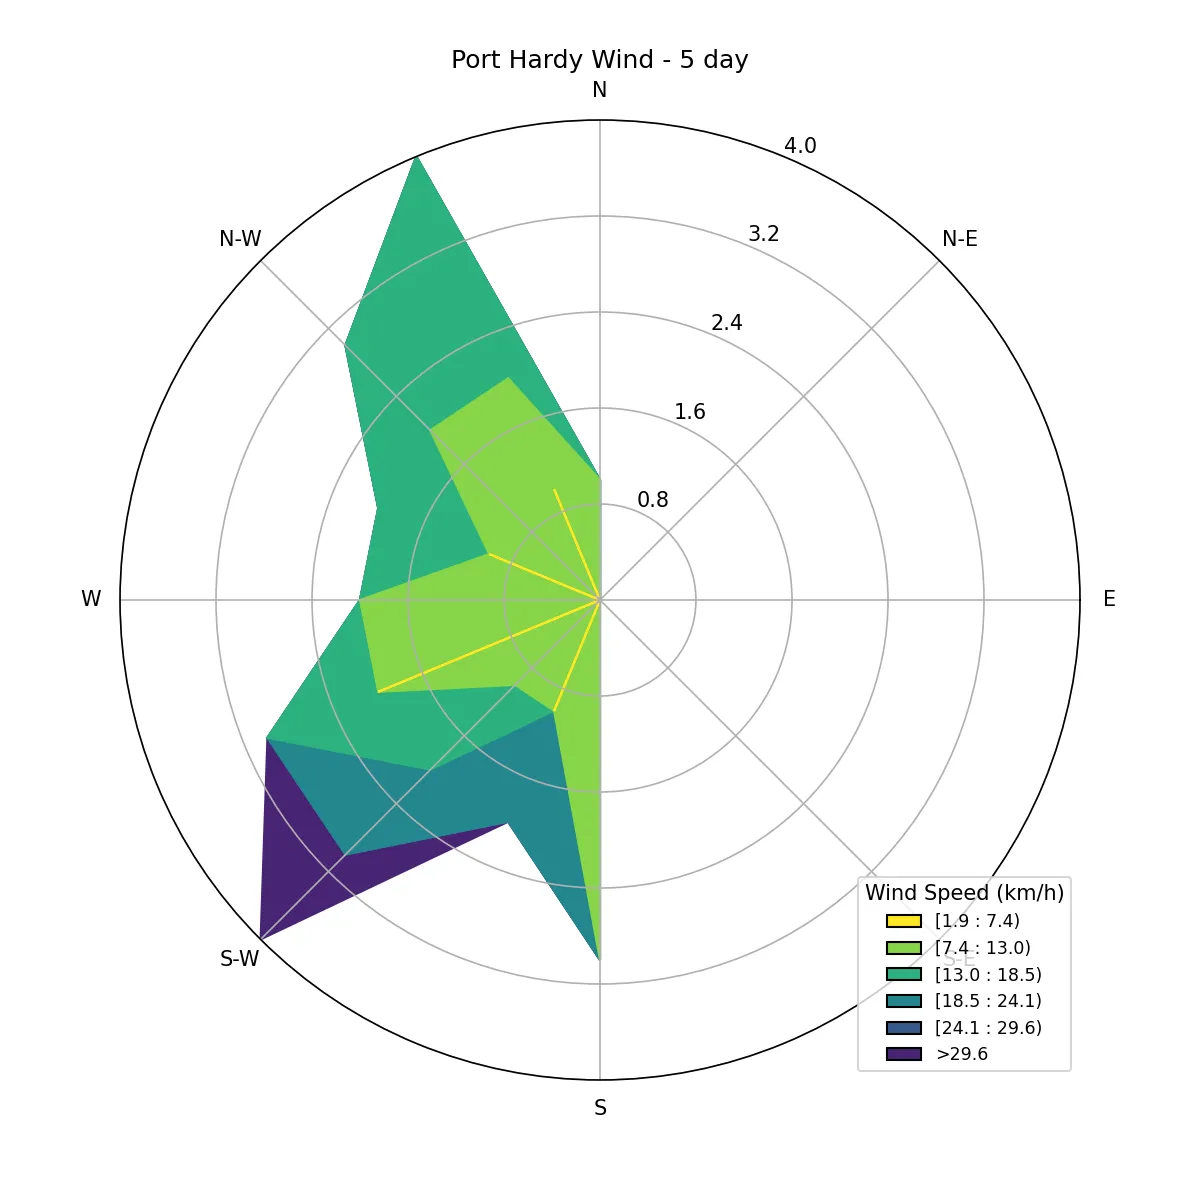 Port Hardy Wind - 5 day
N
4.0
N-W
3.2
N-E
2.4
1.6
0.8
W
E
Wind Speed (km/h)
[1.9 : 7.4)
[7.4 : 13.0)
S-W
S-E
[13.0 : 18.5)
[18.5 : 24.1)
[24.1 : 29.6)
>29.6
S